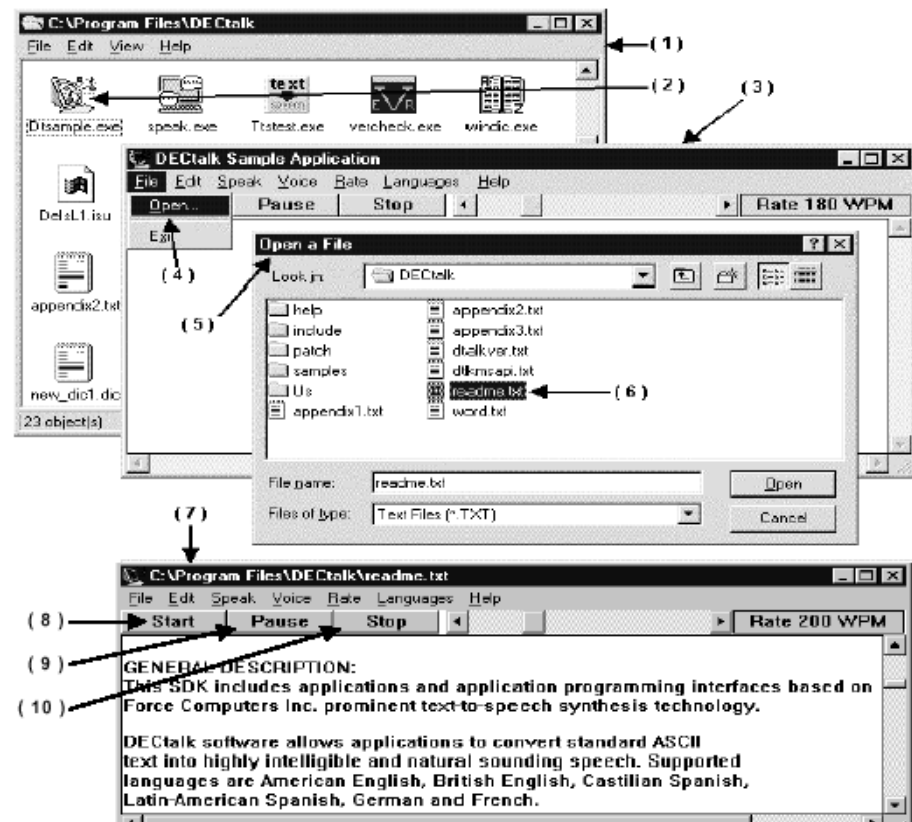 C:\Program Files\DECtalk
File Edit View Help
( 1 )
( 2 )
( 3 )
text
speech
E V R
Dtsample.exe speak.exe Ttstest.exe vercheck.exe windic.exe
DeIsL1.isu
appendix2.txt
new_dic1.dic
23 object(s)
DECtalk Sample Application
File Edit Speak Voice Rate Languages Help
Open... Pause Stop Rate 180 WPM
Exit
( 4 )
( 5 )
Open a File
Look in: DECtalk
help appendix2.txt
include appendix3.txt
patch dtalkver.txt
samples dtlkmsapi.txt
Us readme.txt
appendix1.txt word.txt
( 6 )
File name: readme.txt Open
Files of type: Text Files (*.TXT) Cancel
( 7 )
C:\Program Files\DECtalk\readme.txt
File Edit Speak Voice Rate Languages Help
( 8 )
Start Pause Stop Rate 200 WPM
( 9 )
( 10 )
GENERAL DESCRIPTION:
This SDK includes applications and application programming interfaces based on
Force Computers Inc. prominent text-to-speech synthesis technology.
DECtalk software allows applications to convert standard ASCII
text into highly intelligible and natural sounding speech. Supported
languages are American English, British English, Castilian Spanish,
Latin-American Spanish, German and French.